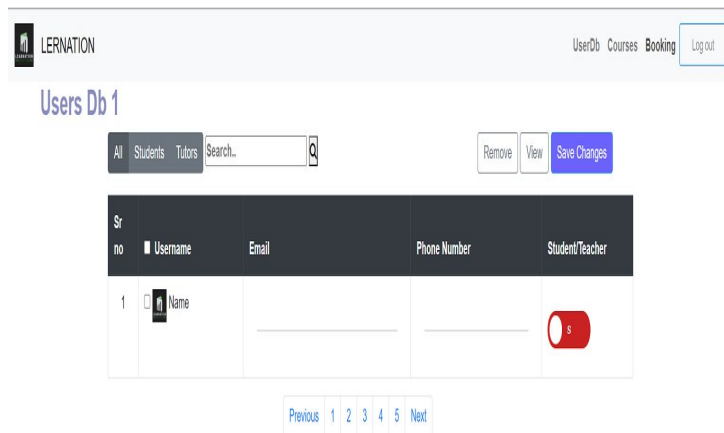 LERNATION UserDb Courses Booking Log out
Users Db 1
All Students Tutors Search.. Remove View Save Changes
Sr no Username Email Phone Number Student/Teacher
1 Name S
Previous 1 2 3 4 5 Next